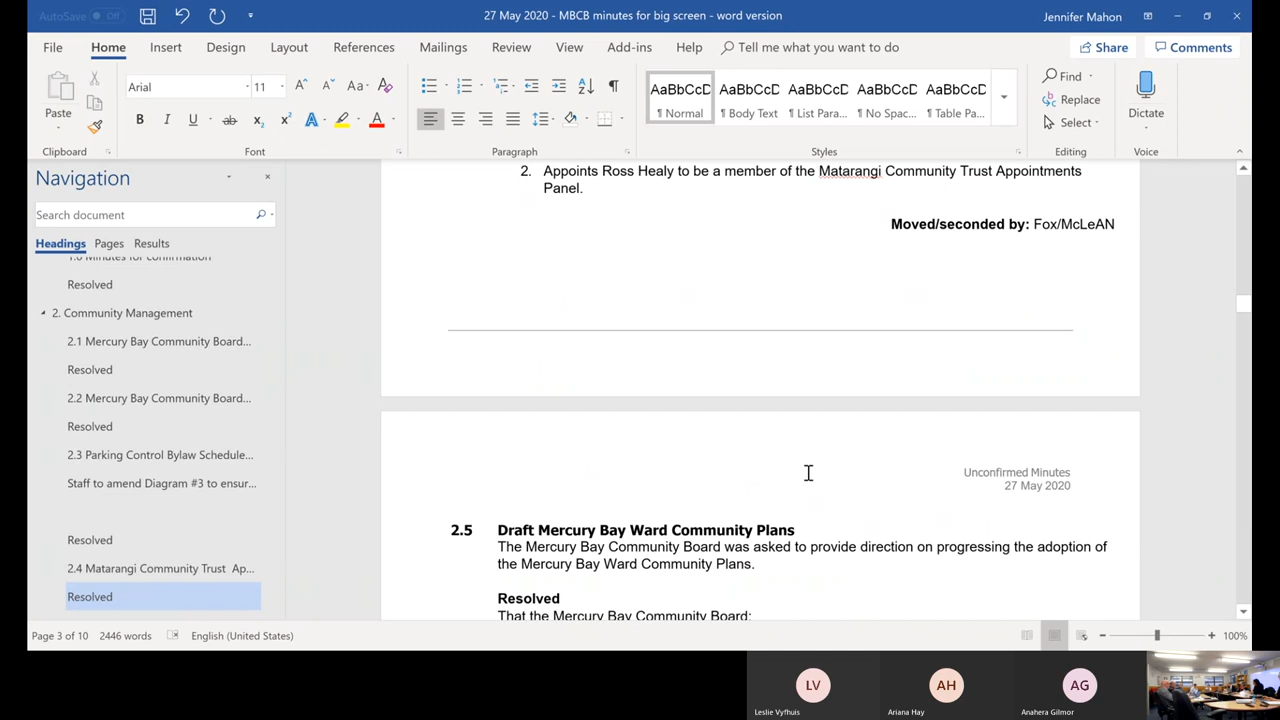 AutoSave Off
27 May 2020 - MBCB minutes for big screen - word version
Jennifer Mahon
File Home Insert Design Layout References Mailings Review View Add-ins Help Tell me what you want to do Share Comments
Paste
Arial 11
AaBbCcD AaBbCcD AaBbCcD AaBbCcD AaBbCcD
¶ Normal ¶ Body Text ¶ List Para... ¶ No Spac... ¶ Table Pa...
Find
Replace
Select
Dictate
Clipboard Font Paragraph Styles Editing Voice
Navigation
Search document
Headings Pages Results
1.6 Minutes for confirmation
Resolved
2. Community Management
2.1 Mercury Bay Community Board...
Resolved
2.2 Mercury Bay Community Board...
Resolved
2.3 Parking Control Bylaw Schedule...
Staff to amend Diagram #3 to ensur...
Resolved
2.4 Matarangi Community Trust Ap...
Resolved
2. Appoints Ross Healy to be a member of the Matarangi Community Trust Appointments
Panel.
Moved/seconded by: Fox/McLeAN
Unconfirmed Minutes
27 May 2020
2.5 Draft Mercury Bay Ward Community Plans
The Mercury Bay Community Board was asked to provide direction on progressing the adoption of
the Mercury Bay Ward Community Plans.
Resolved
That the Mercury Bay Community Board:
Page 3 of 10 2446 words English (United States) 100%
LV AH AG
Leslie Vyfhuis Ariana Hay Anahera Gilmor